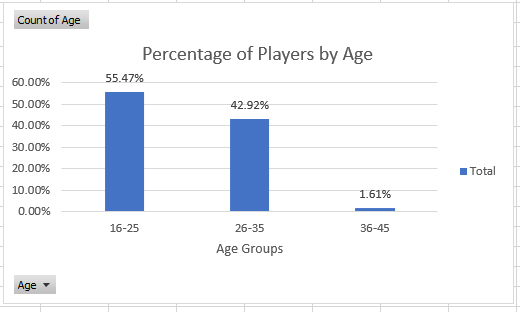 Count of Age
Percentage of Players by Age
60.00%
50.00%
40.00%
30.00%
20.00%
10.00%
0.00%
55.47%
42.92%
1.61%
16-25
26-35
36-45
Age Groups
Total
Age